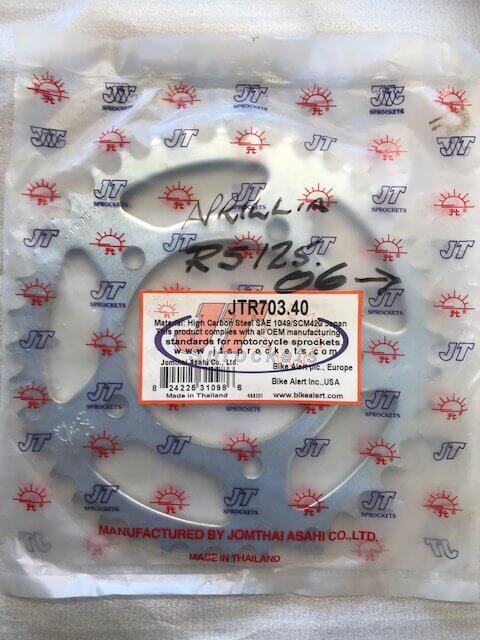 JT
SPROCKETS
NRILLIA
RS125.
06→
JTR703.40
Material: High Carbon Steel SAE 1049/SCM420 Japan
This product complies with all OEM manufacturing
standards for motorcycle sprockets
www.jtsprockets.com
Jomthai Asahi Co., Ltd.
Bike Alert plc., Europe
Bike Alert Inc.,USA
8 24225 31098 6
Made in Thailand
www.bikealert.com
MANUFACTURED BY JOMTHAI ASAHI CO.,LTD.
MADE IN THAILAND